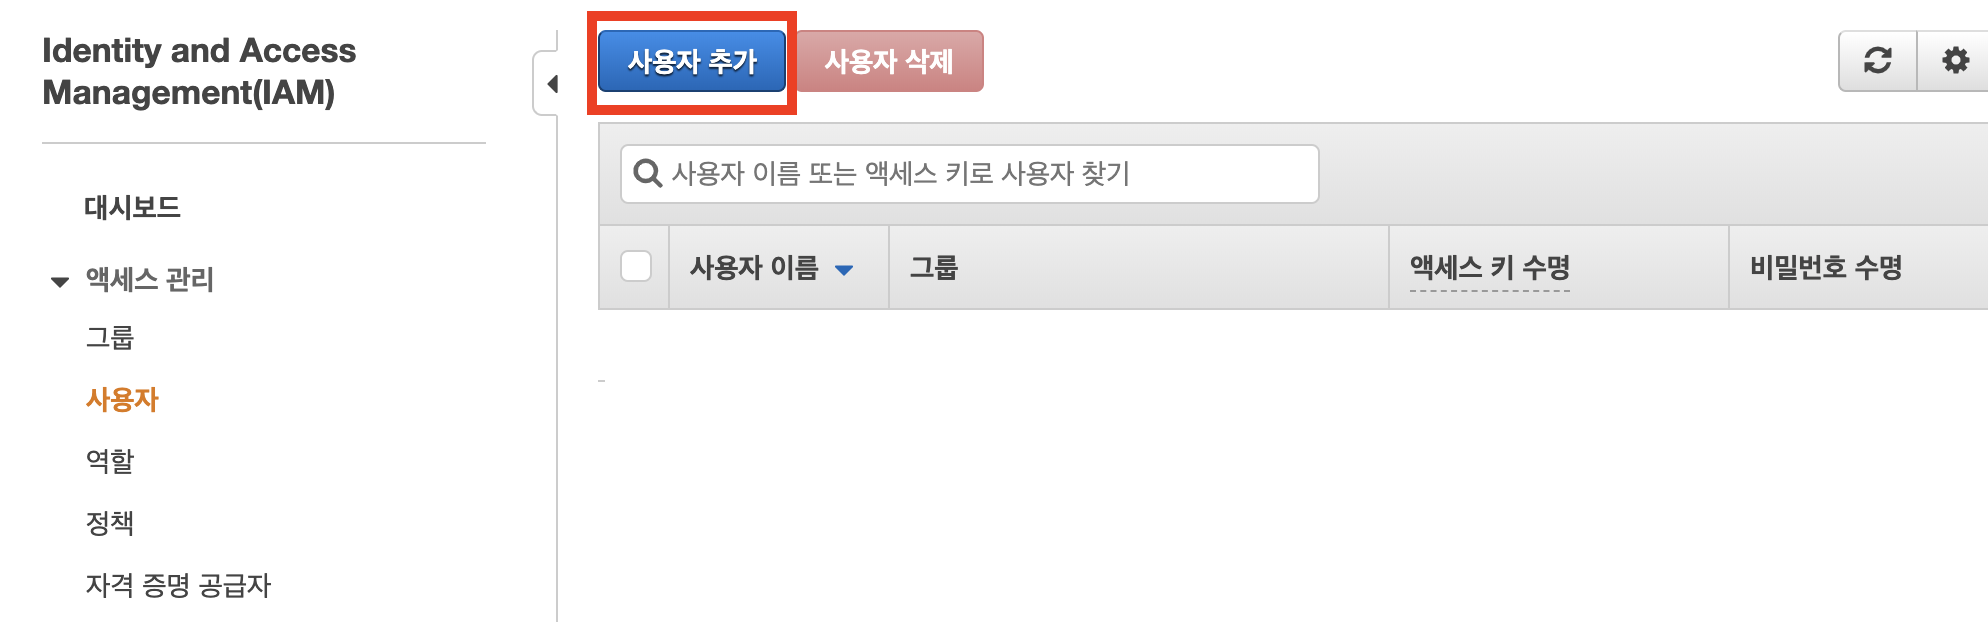 Identity and Access
Management(IAM)
대시보드
액세스 관리
그룹
사용자
역할
정책
자격 증명 공급자
사용자 추가
사용자 삭제
사용자 이름 또는 액세스 키로 사용자 찾기
사용자 이름
그룹
액세스 키 수명
비밀번호 수명